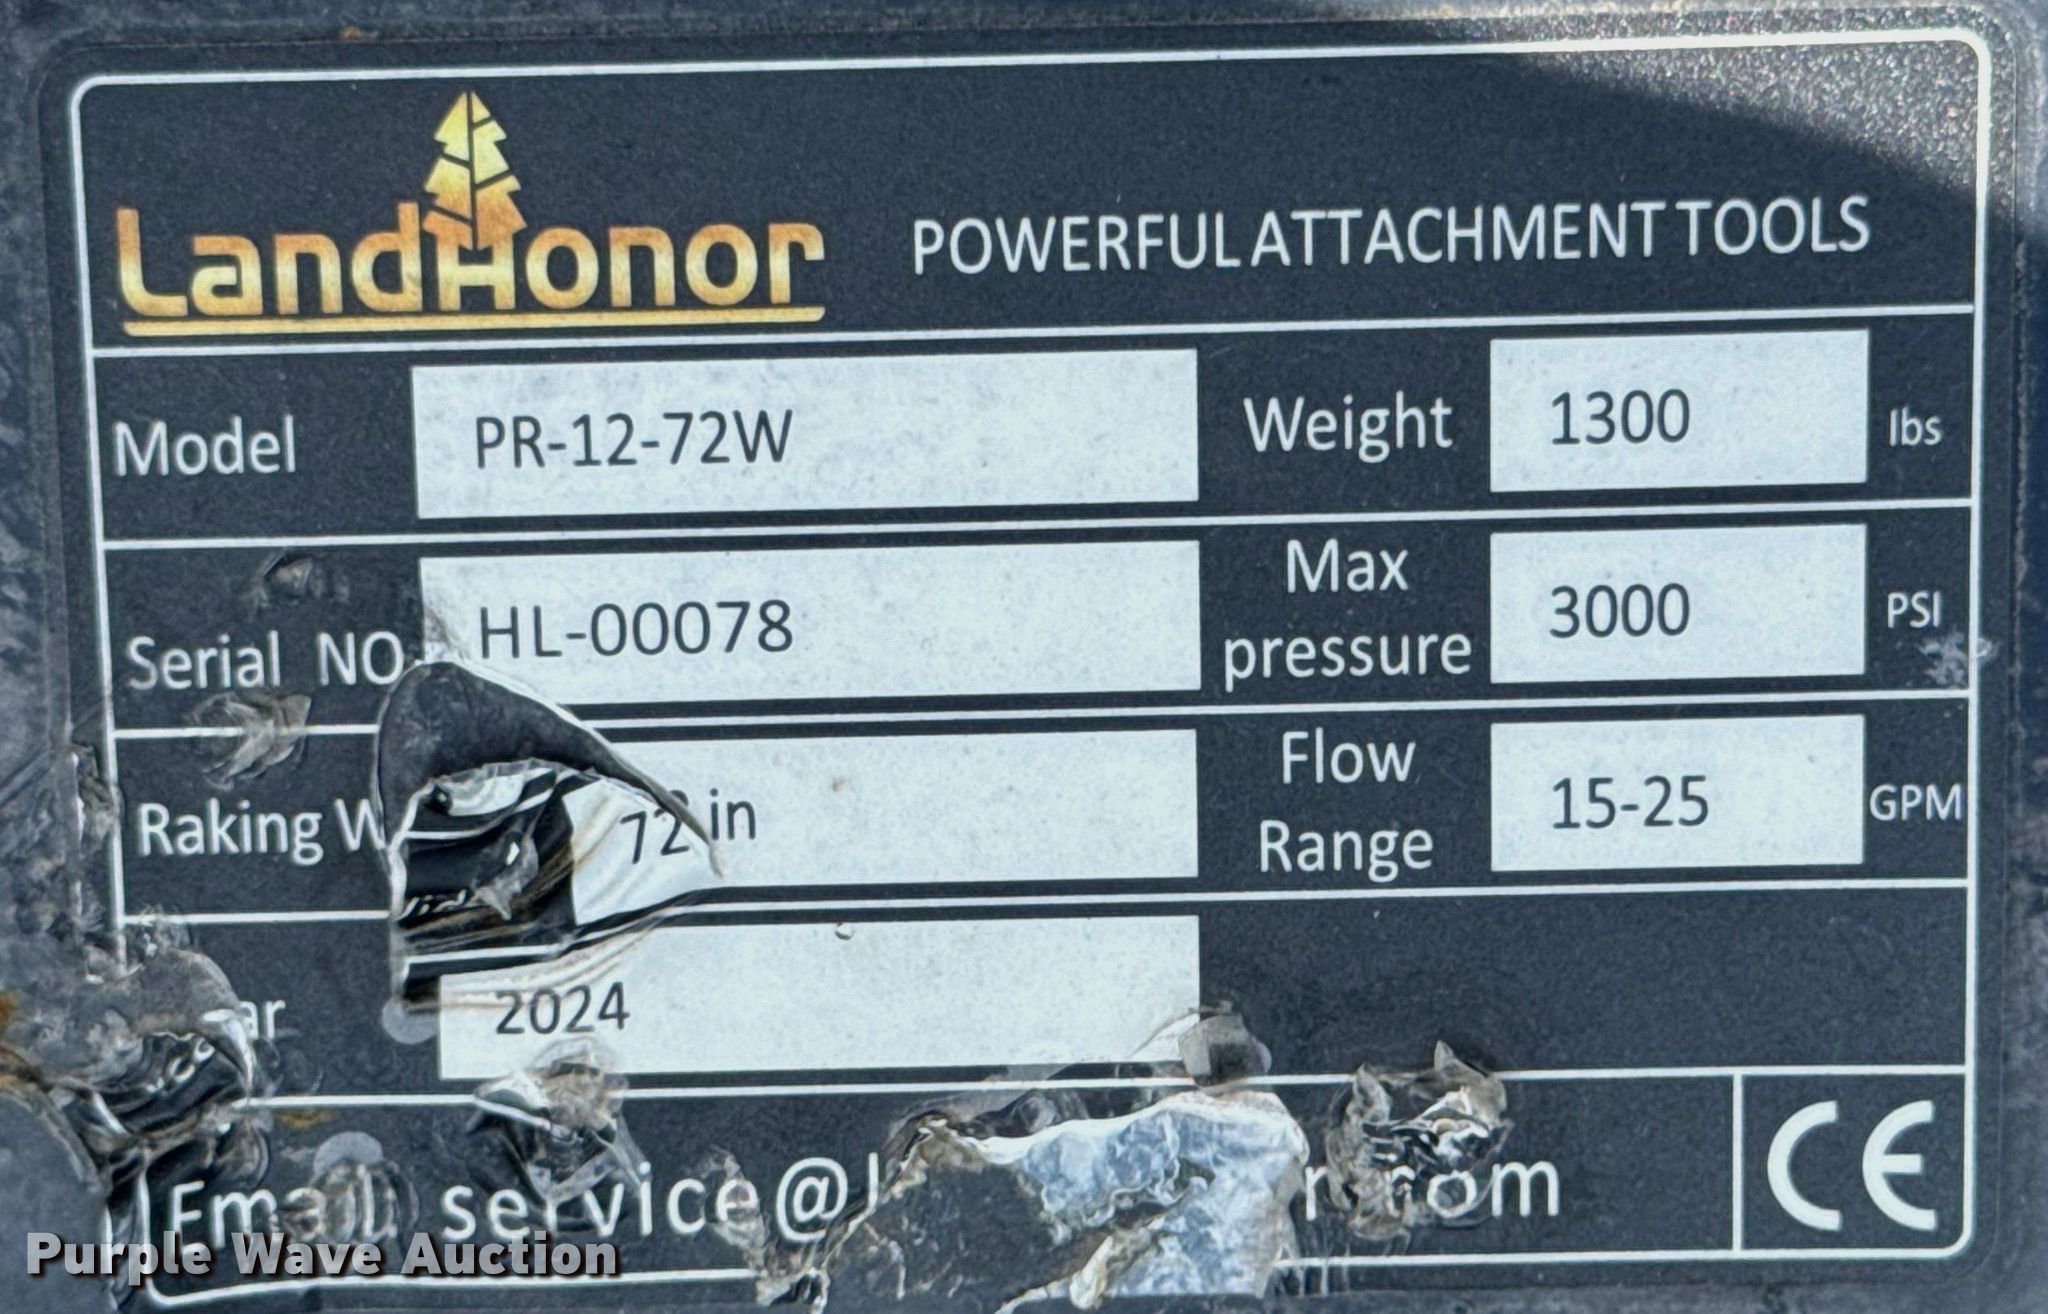 LandHonor POWERFUL ATTACHMENT TOOLS
Model PR-12-72W Weight 1300 lbs
Serial NO HL-00078 Max pressure 3000 PSI
Raking 72 in Flow Range 15-25 GPM
2024
Email service@
CE
Purple Wave Auction